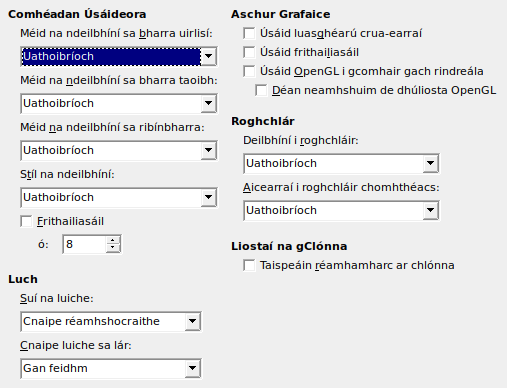 Comhéadan Úsáideora
Méid na ndeilbhíní sa bharra uirlisí:
Uathoibríoch
Méid na ndeilbhíní sa bharra taoibh:
Uathoibríoch
Méid na ndeilbhíní sa ribínbharra:
Uathoibríoch
Stíl na ndeilbhíní:
Uathoibríoch
Frithailiasáil
ó: 8
Luch
Suí na luiche:
Cnaipe réamhshocraithe
Cnaipe luiche sa lár:
Gan feidhm
Aschur Grafaice
Úsáid luasghéarú crua-earraí
Úsáid frithailiasáil
Úsáid OpenGL i gcomhair gach rindreála
Déan neamhshuim de dhúliosta OpenGL
Roghchlár
Deilbhíní i roghchláir:
Uathoibríoch
Aicearraí i roghchláir chomhthéacs:
Uathoibríoch
Liostaí na gClónna
Taispeáin réamhamharc ar chlónna